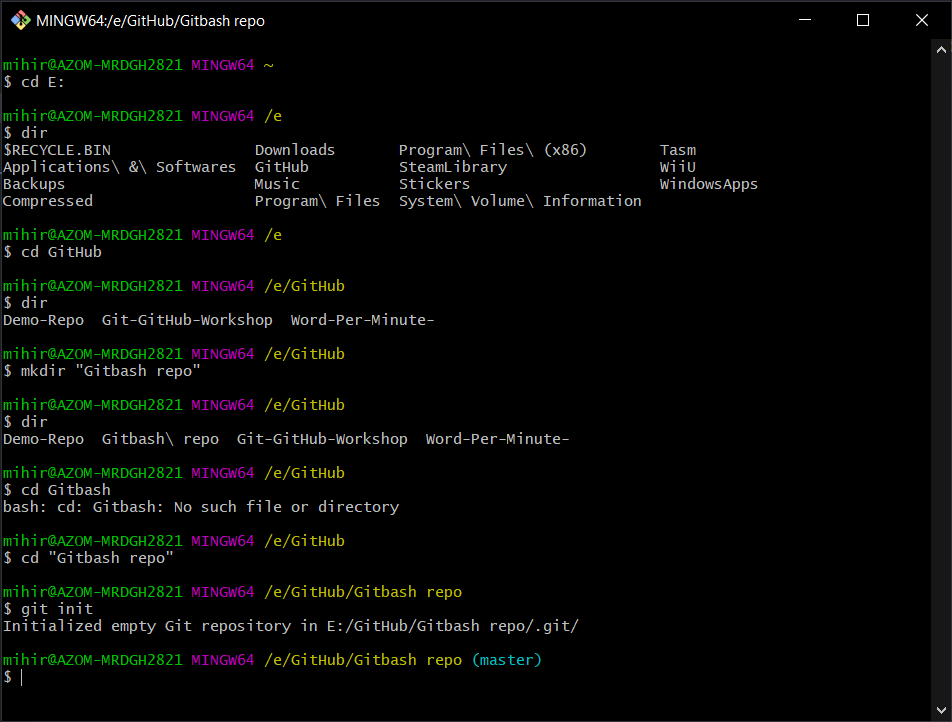 MINGW64:/e/GitHub/Gitbash repo
mihir@AZOM-MRDGH2821 MINGW64 ~
$ cd E:
mihir@AZOM-MRDGH2821 MINGW64 /e
$ dir
$RECYCLE.BIN                Downloads       Program\ Files\ (x86)        Tasm
Applications\ &\ Softwares  GitHub          SteamLibrary                 WiiU
Backups                     Music           Stickers                     WindowsApps
Compressed                  Program\ Files  System\ Volume\ Information
mihir@AZOM-MRDGH2821 MINGW64 /e
$ cd GitHub
mihir@AZOM-MRDGH2821 MINGW64 /e/GitHub
$ dir
Demo-Repo  Git-GitHub-Workshop  Word-Per-Minute-
mihir@AZOM-MRDGH2821 MINGW64 /e/GitHub
$ mkdir "Gitbash repo"
mihir@AZOM-MRDGH2821 MINGW64 /e/GitHub
$ dir
Demo-Repo  Gitbash\ repo  Git-GitHub-Workshop  Word-Per-Minute-
mihir@AZOM-MRDGH2821 MINGW64 /e/GitHub
$ cd Gitbash
bash: cd: Gitbash: No such file or directory
mihir@AZOM-MRDGH2821 MINGW64 /e/GitHub
$ cd "Gitbash repo"
mihir@AZOM-MRDGH2821 MINGW64 /e/GitHub/Gitbash repo
$ git init
Initialized empty Git repository in E:/GitHub/Gitbash repo/.git/
mihir@AZOM-MRDGH2821 MINGW64 /e/GitHub/Gitbash repo (master)
$